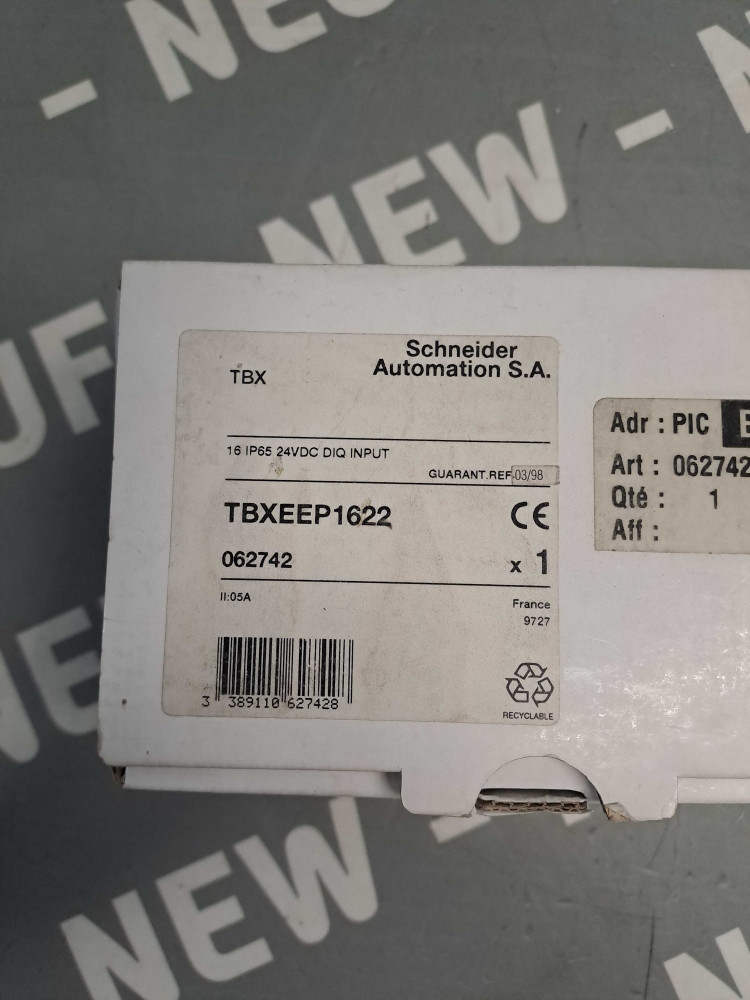 NEW -
- NEW -
Schneider
Automation S.A.
TBX
16 IP65 24VDC DIQ INPUT
GUARANT.REF 03/98
TBXEEP1622
CE
062742
x 1
II:05A
France
9727
3 389110 627428
RECYCLABLE
Adr : PIC
Art : 062742
Qté : 1
Aff :
NEW